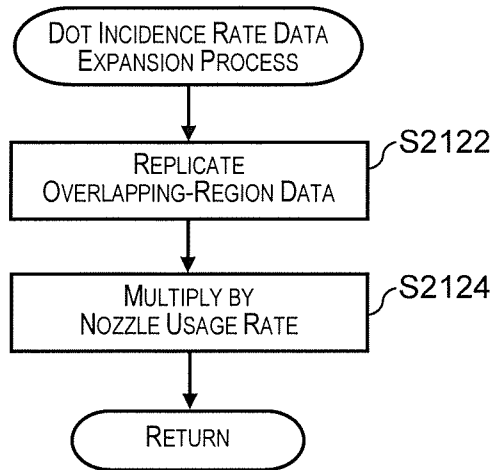 DOT INCIDENCE RATE DATA
EXPANSION PROCESS
S2122
REPLICATE
OVERLAPPING-REGION DATA
S2124
MULTIPLY BY
NOZZLE USAGE RATE
RETURN